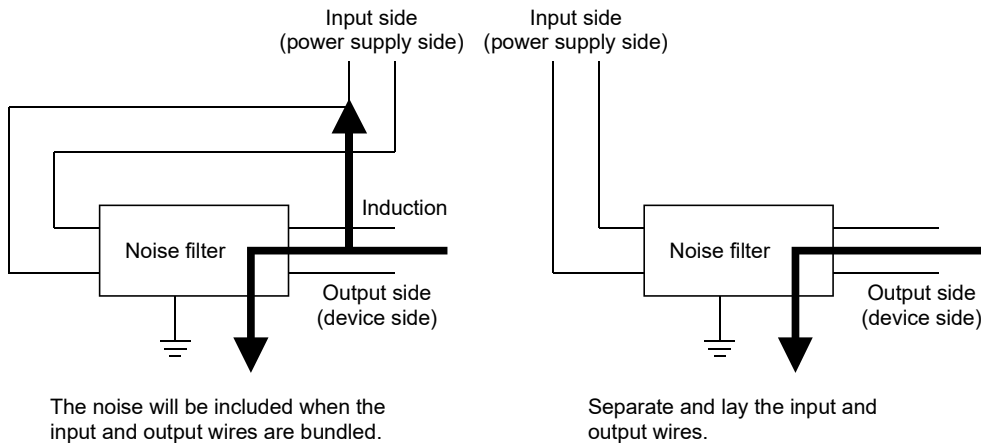 Input side
(power supply side)
Induction
Noise filter
Output side
(device side)
The noise will be included when the
input and output wires are bundled.
Input side
(power supply side)
Noise filter
Output side
(device side)
Separate and lay the input and
output wires.